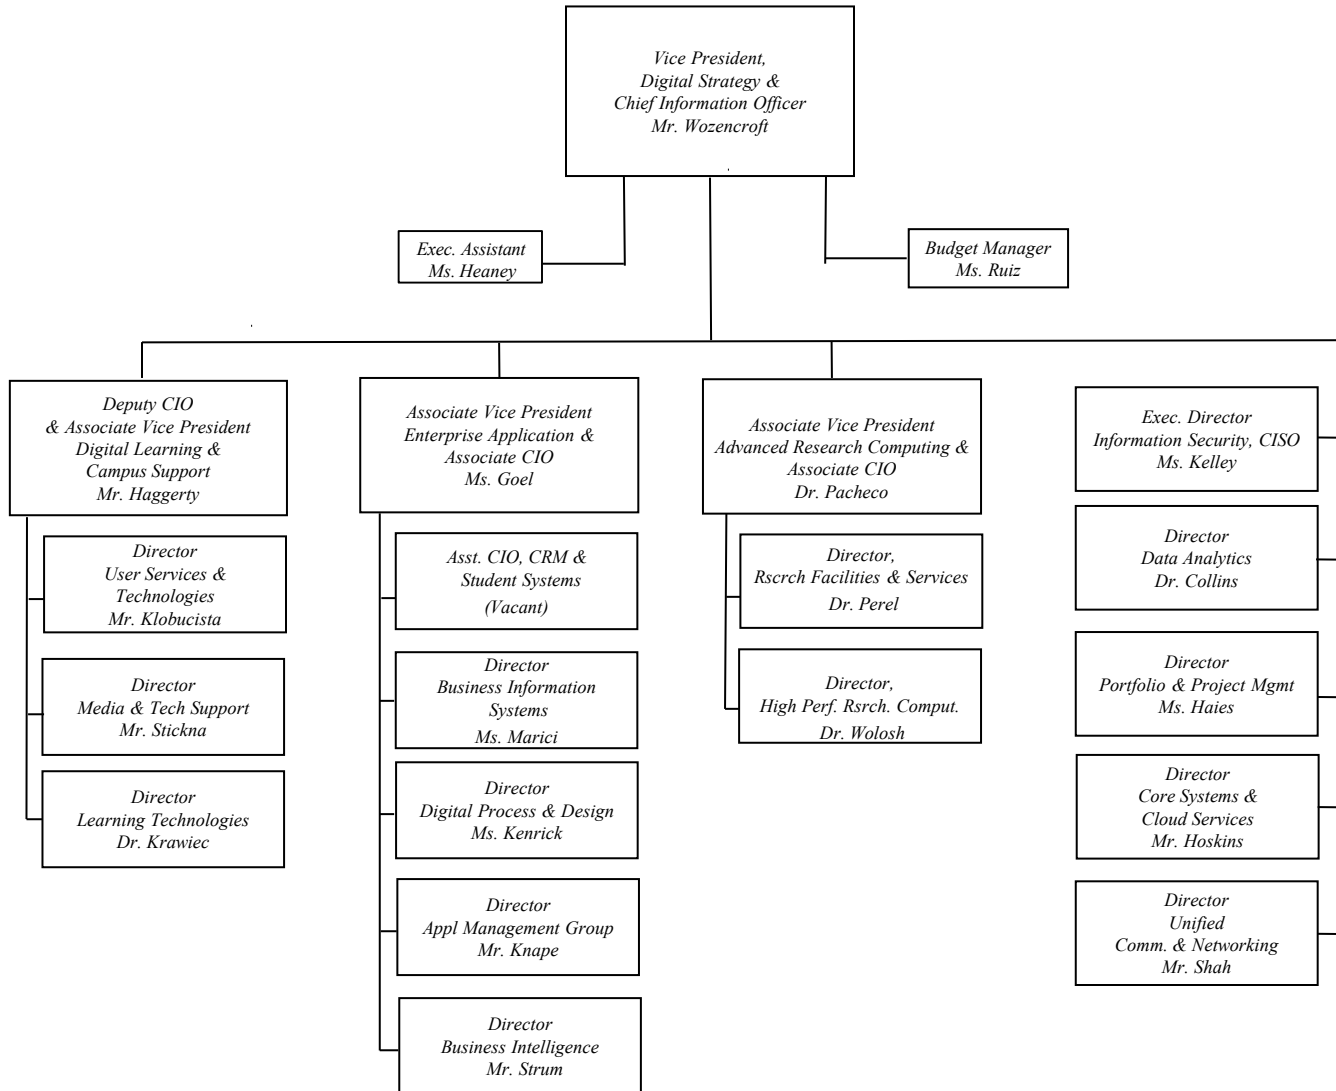 Vice President,
Digital Strategy &
Chief Information Officer
Mr. Wozencroft
Exec. Assistant
Ms. Heaney
Budget Manager
Ms. Ruiz
Deputy CIO
& Associate Vice President
Digital Learning &
Campus Support
Mr. Haggerty
Director
User Services &
Technologies
Mr. Klobucista
Director
Media & Tech Support
Mr. Stickna
Director
Learning Technologies
Dr. Krawiec
Associate Vice President
Enterprise Application &
Associate CIO
Ms. Goel
Asst. CIO, CRM &
Student Systems
(Vacant)
Director
Business Information
Systems
Ms. Marici
Director
Digital Process & Design
Ms. Kenrick
Director
Appl Management Group
Mr. Knape
Director
Business Intelligence
Mr. Strum
Associate Vice President
Advanced Research Computing &
Associate CIO
Dr. Pacheco
Director,
Rscrch Facilities & Services
Dr. Perel
Director,
High Perf. Rsrch. Comput.
Dr. Wolosh
Exec. Director
Information Security, CISO
Ms. Kelley
Director
Data Analytics
Dr. Collins
Director
Portfolio & Project Mgmt
Ms. Haies
Director
Core Systems &
Cloud Services
Mr. Hoskins
Director
Unified
Comm. & Networking
Mr. Shah